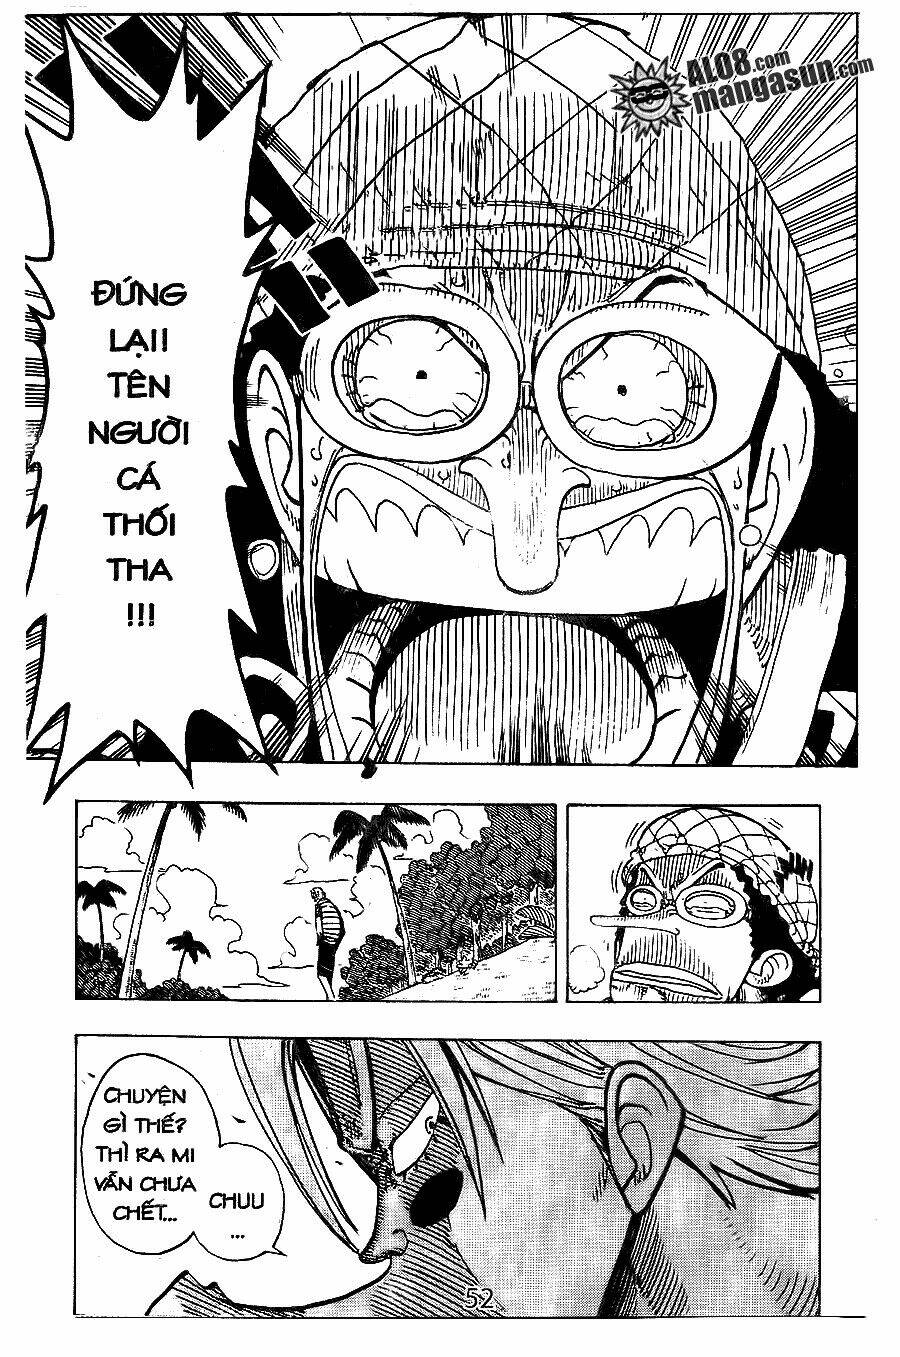 AL08.com
mangasun.com
ĐỨNG
LẠI!
TÊN
NGƯỜI
CÁ
THỐI
THA
!!!
CHUYỆN
GÌ THẾ?
THÌ RA MI
VẪN CHƯA
CHẾT...
CHUU
...
52